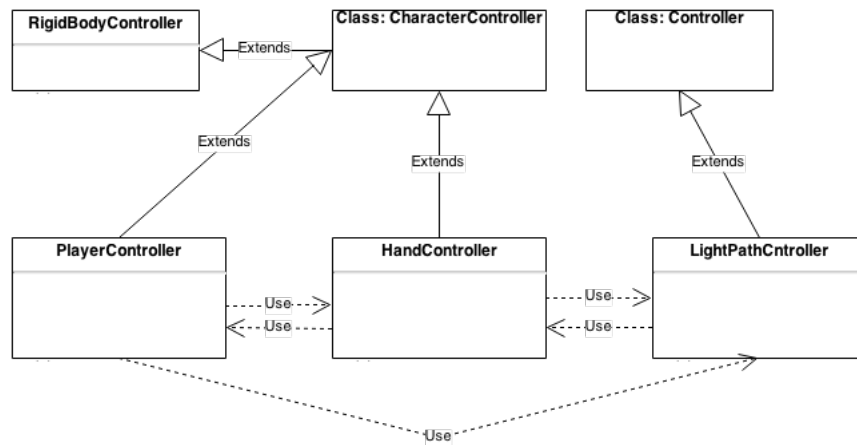 RigidBodyController
Class: CharacterController
Class: Controller
Extends
Extends
Extends
Extends
PlayerController
HandController
LightPathCntroller
Use
Use
Use
Use
Use